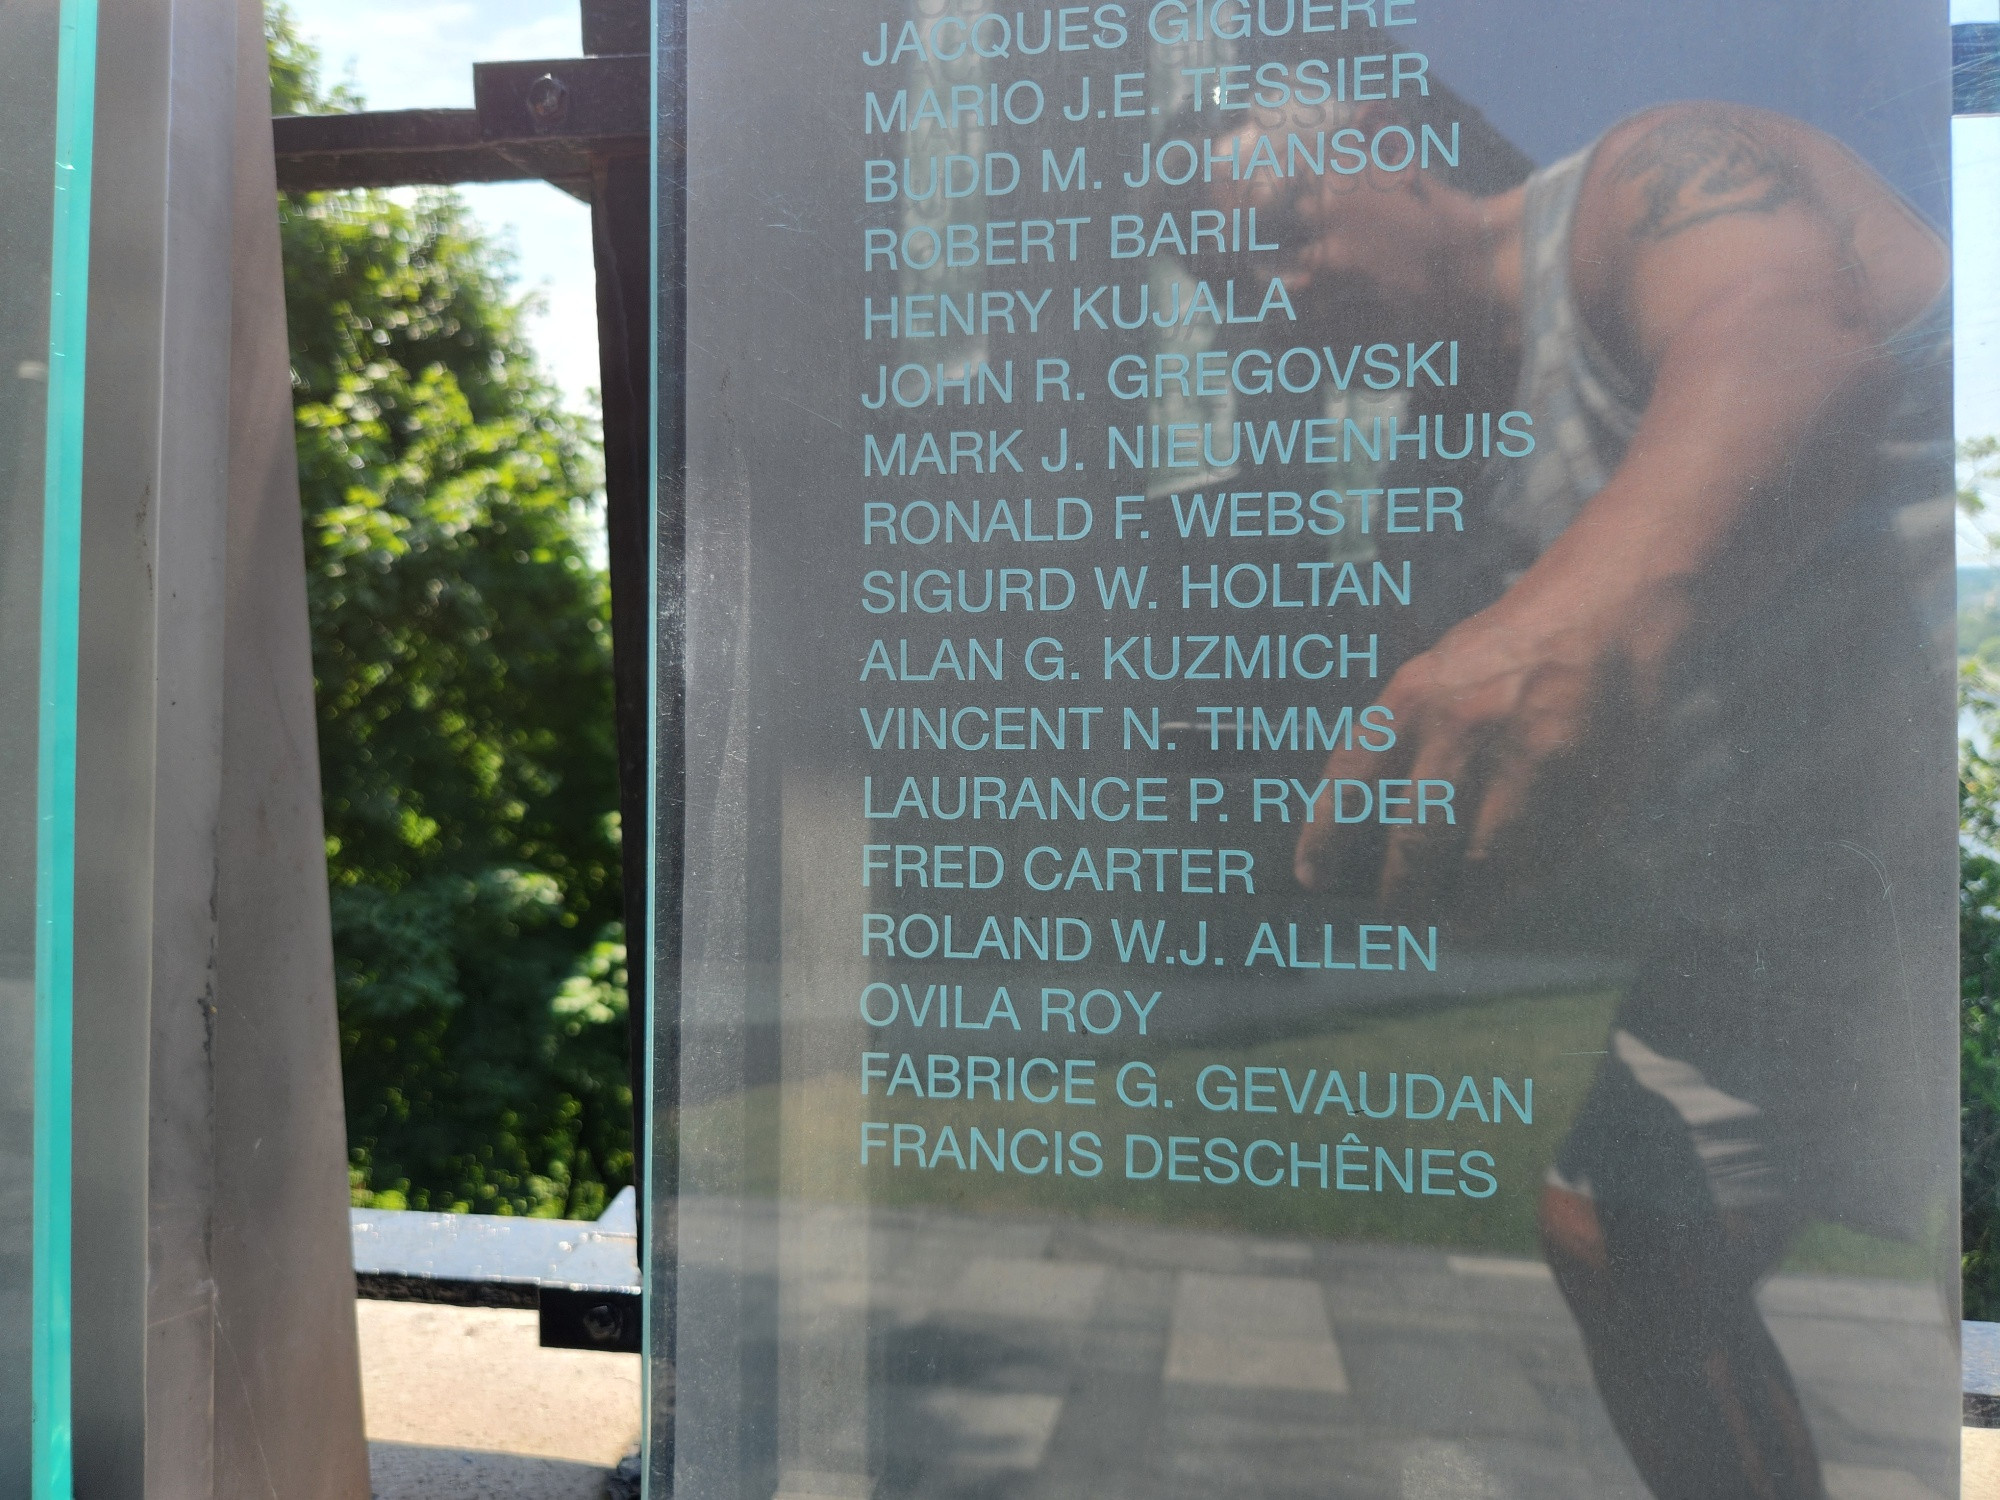 JACQUES GIGUÈRE
MARIO J.E. TESSIER
BUDD M. JOHANSON
ROBERT BARIL
HENRY KUJALA
JOHN R. GREGOVSKI
MARK J. NIEUWENHUIS
RONALD F. WEBSTER
SIGURD W. HOLTAN
ALAN G. KUZMICH
VINCENT N. TIMMS
LAURANCE P. RYDER
FRED CARTER
ROLAND W.J. ALLEN
OVILA ROY
FABRICE G. GEVAUDAN
FRANCIS DESCHÊNES